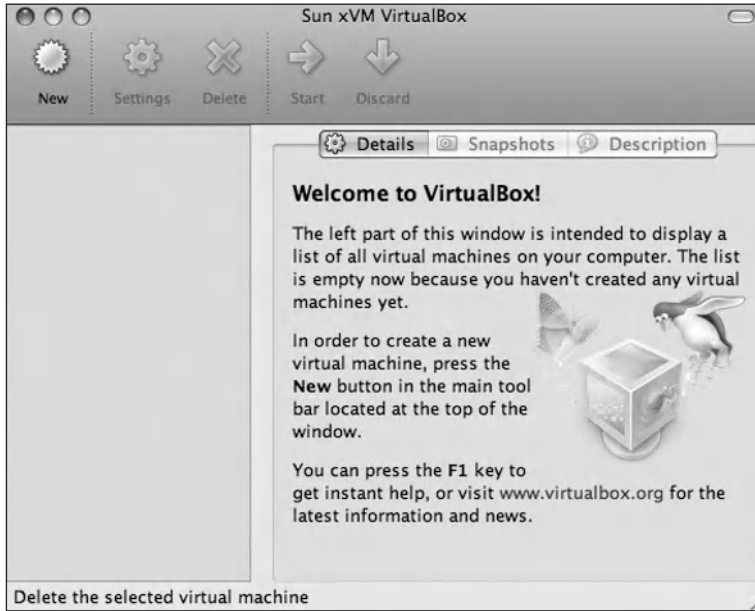 Sun xVM VirtualBox
New Settings Delete Start Discard
Details Snapshots Description
Welcome to VirtualBox!
The left part of this window is intended to display a
list of all virtual machines on your computer. The list
is empty now because you haven't created any virtual
machines yet.
In order to create a new
virtual machine, press the
New button in the main tool
bar located at the top of the
window.
You can press the F1 key to
get instant help, or visit www.virtualbox.org for the
latest information and news.
Delete the selected virtual machine